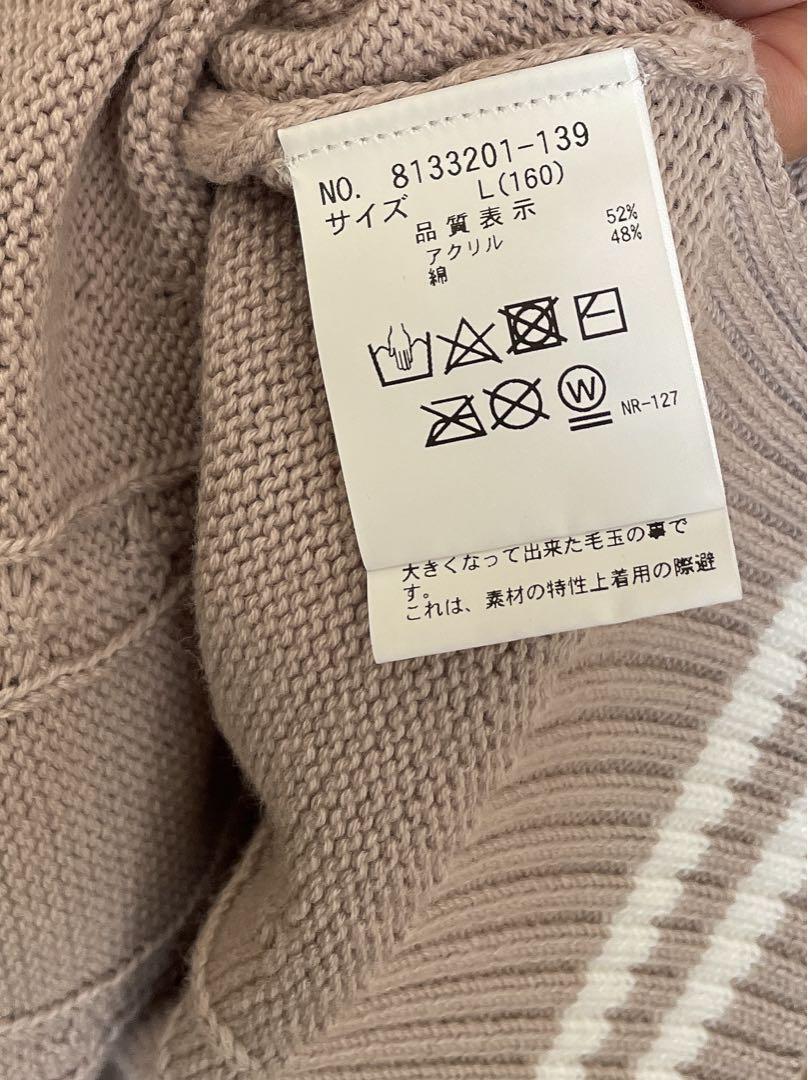 NO. 8133201-139
サイズ L(160)
品質表示
アクリル 52%
綿 48%
W
NR-127
大きくなって出来た毛玉の事で
す。
これは、素材の特性上着用の際避